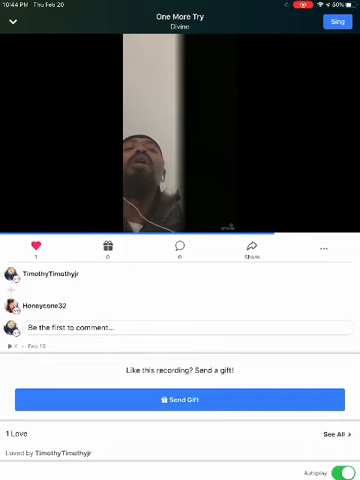 10:44 PM Thu Feb 20
50%
One More Try
Divine
Sing
1
0
0
Share
TimothyTimothyjr
Honeycone32
Be the first to comment...
Feb 19
Like this recording? Send a gift!
Send Gift
1 Love
See All >
Loved by TimothyTimothyjr
Autoplay